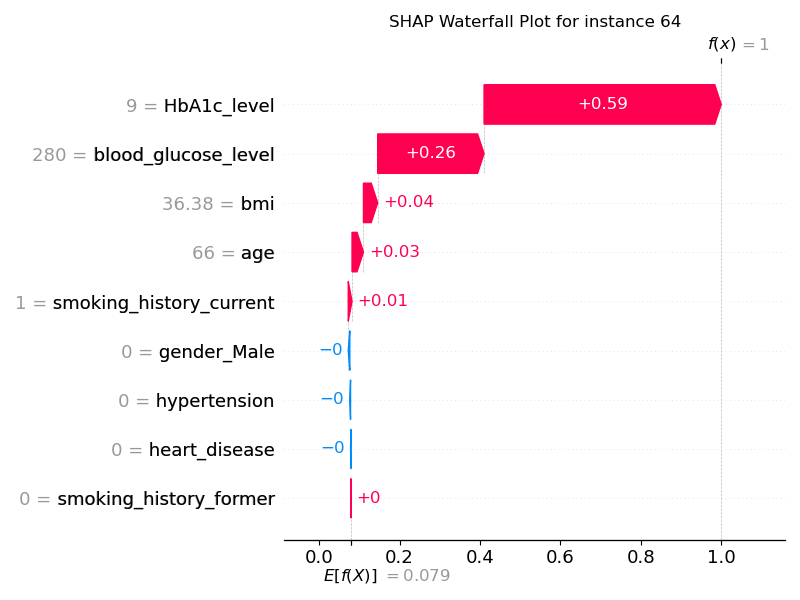 SHAP Waterfall Plot for instance 64
f(x) = 1
9 = HbA1c_level +0.59
280 = blood_glucose_level +0.26
36.38 = bmi +0.04
66 = age +0.03
1 = smoking_history_current +0.01
0 = gender_Male −0
0 = hypertension −0
0 = heart_disease −0
0 = smoking_history_former +0
0.0 0.2 0.4 0.6 0.8 1.0
E[f(X)] = 0.079